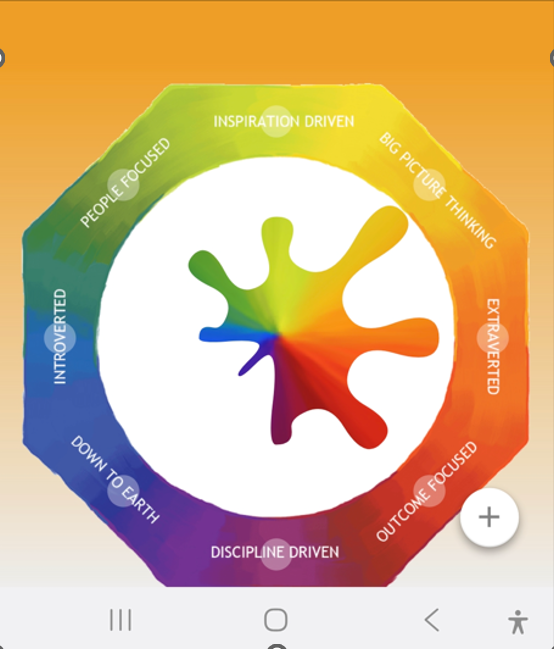 INSPIRATION DRIVEN
BIG PICTURE THINKING
PEOPLE FOCUSED
EXTRAVERTED
INTROVERTED
OUTCOME FOCUSED
DOWN TO EARTH
DISCIPLINE DRIVEN